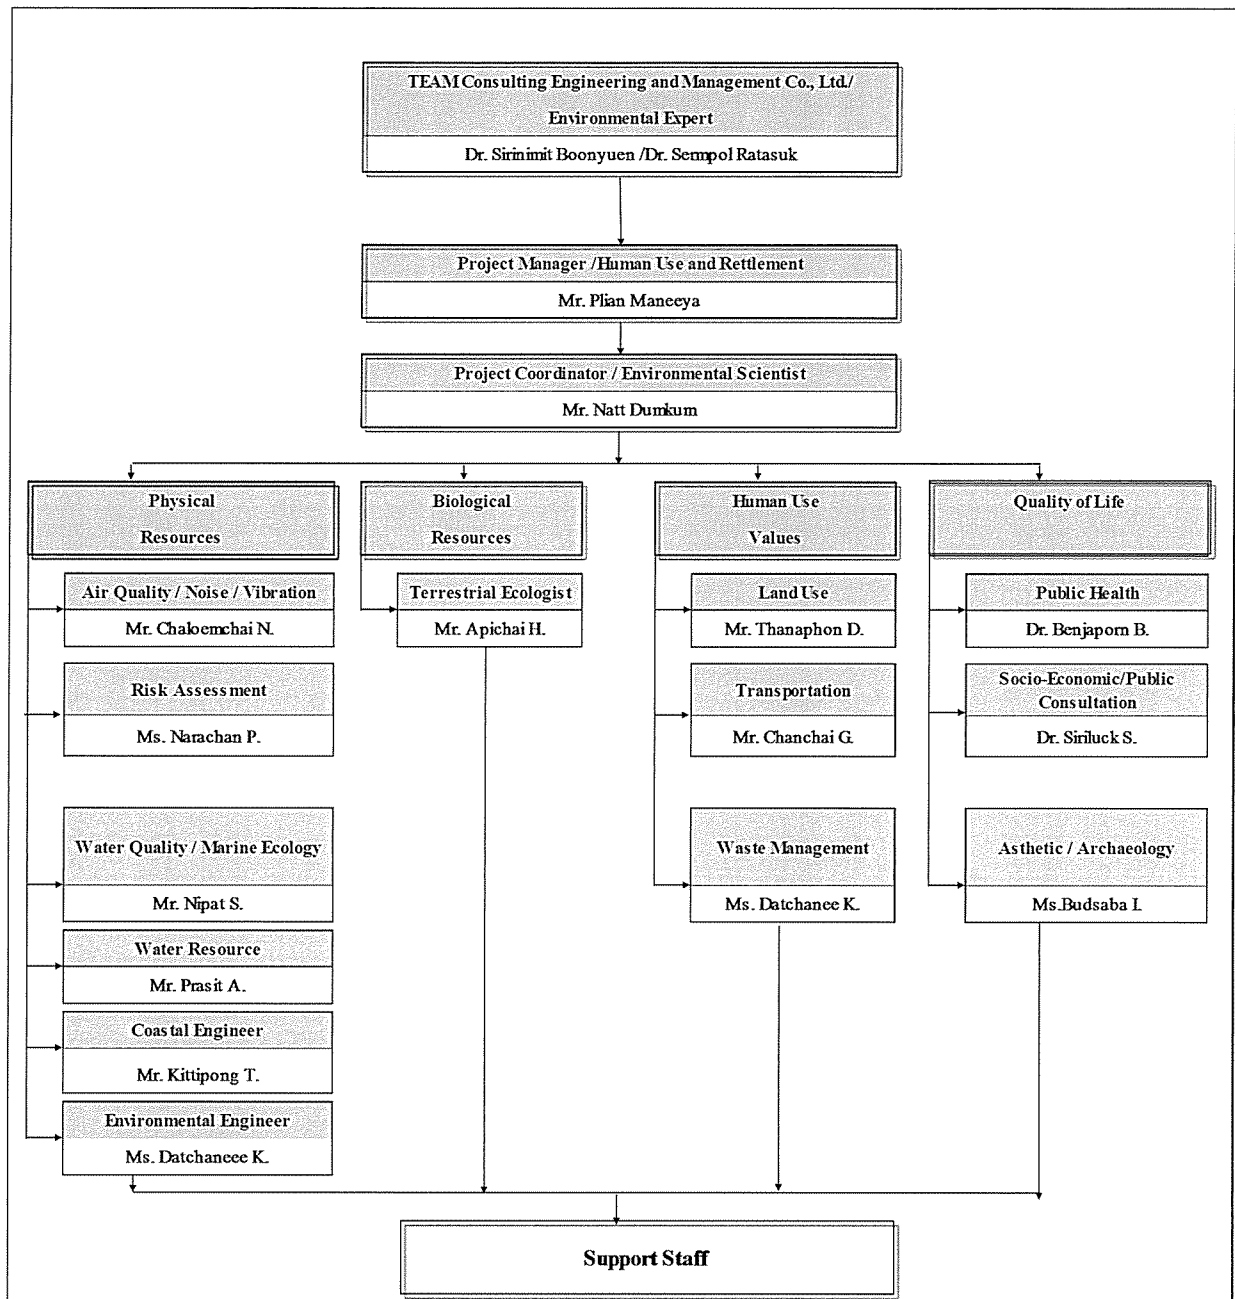 TEAM Consulting Engineering and Management Co., Ltd./
Environmental Expert
Dr. Sirinimit Boonyuen /Dr. Sermpol Ratasuk
Project Manager /Human Use and Rettlement
Mr. Plian Maneeya
Project Coordinator / Environmental Scientist
Mr. Natt Dumkum
Physical
Resources
Air Quality / Noise / Vibration
Mr. Chaloemchai N.
Risk Assessment
Ms. Narachan P.
Water Quality / Marine Ecology
Mr. Nipat S.
Water Resource
Mr. Prasit A.
Coastal Engineer
Mr. Kittipong T.
Environmental Engineer
Ms. Datchaneee K.
Biological
Resources
Terrestrial Ecologist
Mr. Apichai H.
Human Use
Values
Land Use
Mr. Thanaphon D.
Transportation
Mr. Chanchai G.
Waste Management
Ms. Datchanee K.
Quality of Life
Public Health
Dr. Benjaporn B.
Socio-Economic/Public
Consultation
Dr. Siriluck S.
Asthetic / Archaeology
Ms.Budsaba I.
Support Staff